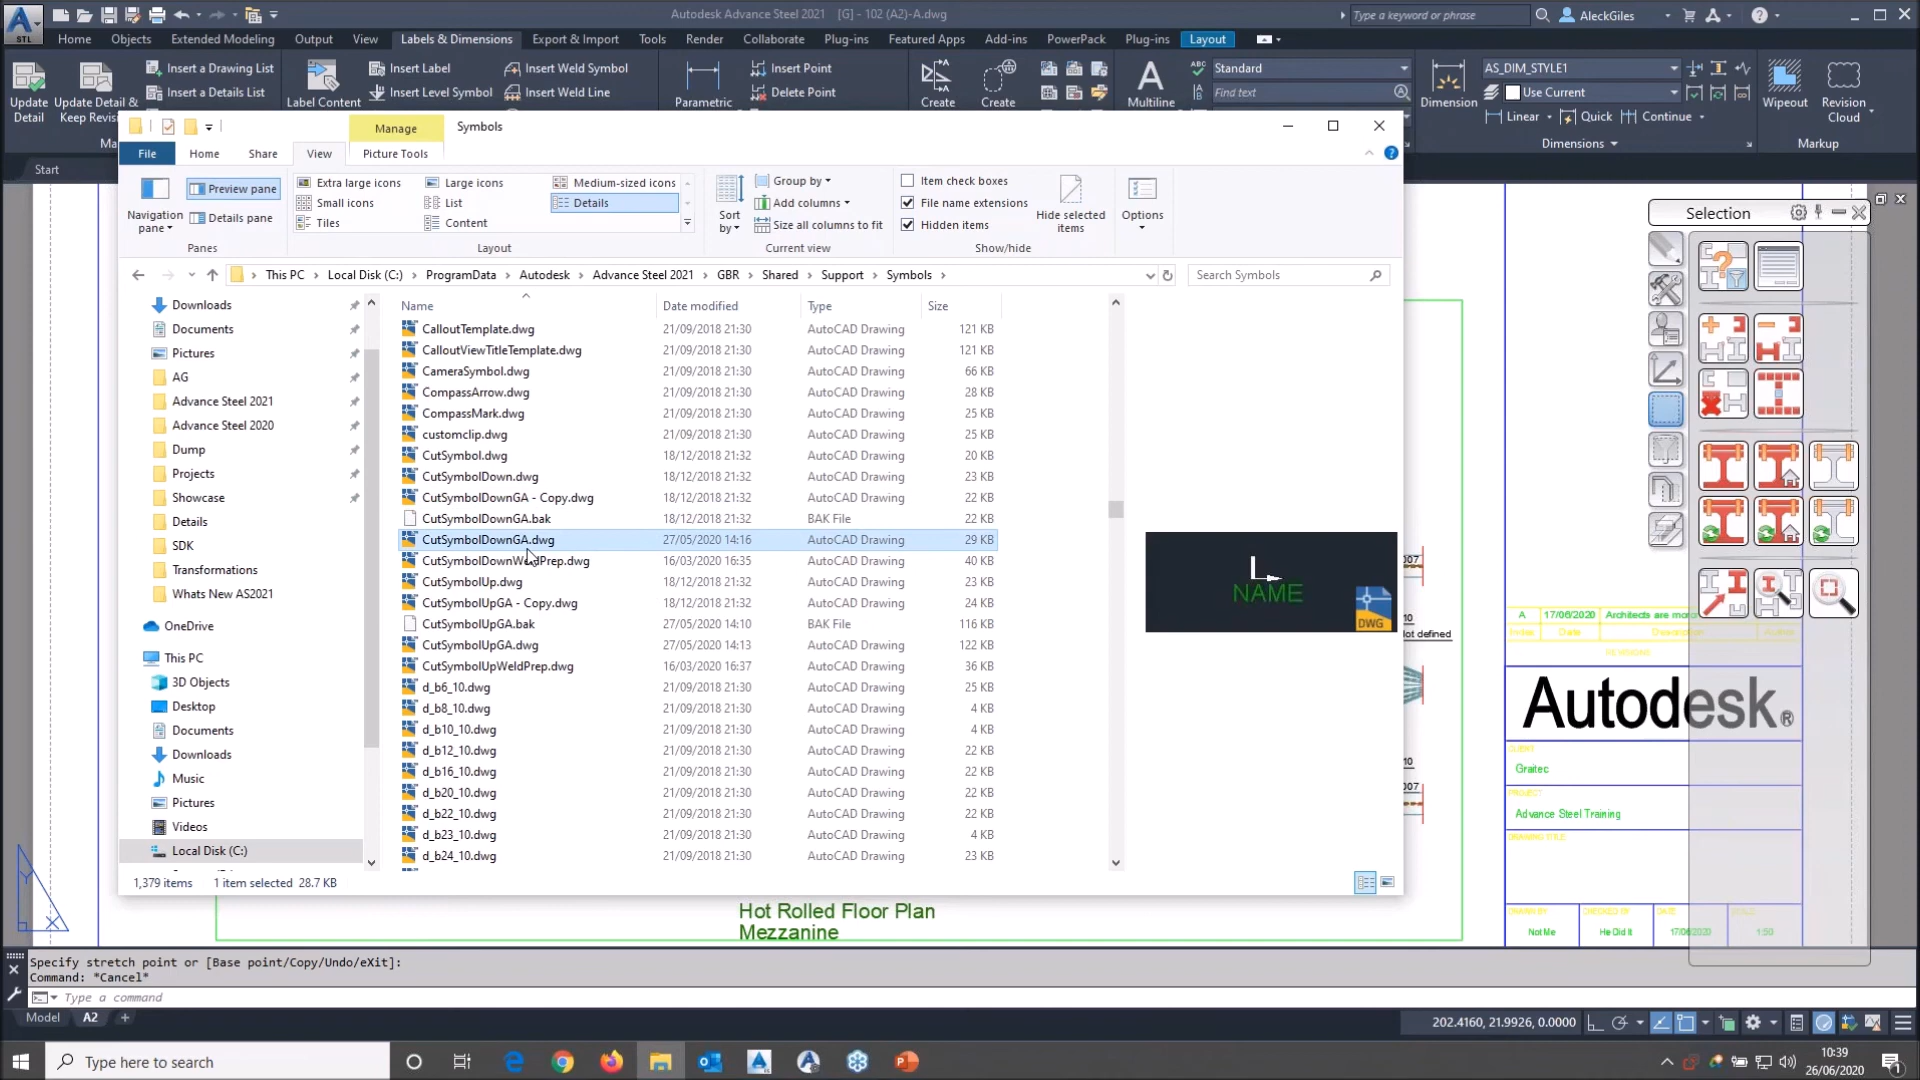 Autodesk Advance Steel 2021 [G] - 102 (A2)-A.dwg
Type a keyword or phrase
AleckGiles
STL
Home Objects Extended Modeling Output View Labels & Dimensions Export & Import Tools Render Collaborate Plug-ins Featured Apps Add-ins PowerPack Plug-ins Layout
Insert a Drawing List
Insert Label
Insert Weld Symbol
Insert Point
Standard
AS_DIM_STYLE1
Insert a Details List
Insert Level Symbol
Insert Weld Line
Delete Point
Find text
Use Current
Update Detail
Update Detail & Keep Revis
Label Content
Parametric
Create
Create
Multiline
Dimension
Linear
Quick
Continue
Wipeout
Revision Cloud
Dimensions
Markup
Start
Manage
Symbols
File Home Share View Picture Tools
Navigation pane
Preview pane
Details pane
Panes
Extra large icons
Large icons
Medium-sized icons
Small icons
List
Details
Tiles
Content
Layout
Sort by
Group by
Add columns
Size all columns to fit
Current view
Item check boxes
File name extensions
Hidden items
Hide selected items
Show/hide
Options
This PC > Local Disk (C:) > ProgramData > Autodesk > Advance Steel 2021 > GBR > Shared > Support > Symbols >
Search Symbols
Downloads
Documents
Pictures
AG
Advance Steel 2021
Advance Steel 2020
Dump
Projects
Showcase
Details
SDK
Transformations
Whats New AS2021
OneDrive
This PC
3D Objects
Desktop
Documents
Downloads
Music
Pictures
Videos
Local Disk (C:)
Name Date modified Type Size
CalloutTemplate.dwg 21/09/2018 21:30 AutoCAD Drawing 121 KB
CalloutViewTitleTemplate.dwg 21/09/2018 21:30 AutoCAD Drawing 121 KB
CameraSymbol.dwg 21/09/2018 21:30 AutoCAD Drawing 66 KB
CompassArrow.dwg 21/09/2018 21:30 AutoCAD Drawing 28 KB
CompassMark.dwg 21/09/2018 21:30 AutoCAD Drawing 25 KB
customclip.dwg 21/09/2018 21:30 AutoCAD Drawing 25 KB
CutSymbol.dwg 18/12/2018 21:32 AutoCAD Drawing 20 KB
CutSymbolDown.dwg 18/12/2018 21:32 AutoCAD Drawing 23 KB
CutSymbolDownGA - Copy.dwg 18/12/2018 21:32 AutoCAD Drawing 22 KB
CutSymbolDownGA.bak 18/12/2018 21:32 BAK File 22 KB
CutSymbolDownGA.dwg 27/05/2020 14:16 AutoCAD Drawing 29 KB
CutSymbolDownWeldPrep.dwg 16/03/2020 16:35 AutoCAD Drawing 40 KB
CutSymbolUp.dwg 18/12/2018 21:32 AutoCAD Drawing 23 KB
CutSymbolUpGA - Copy.dwg 18/12/2018 21:32 AutoCAD Drawing 24 KB
CutSymbolUpGA.bak 27/05/2020 14:10 BAK File 116 KB
CutSymbolUpGA.dwg 27/05/2020 14:13 AutoCAD Drawing 122 KB
CutSymbolUpWeldPrep.dwg 16/03/2020 16:37 AutoCAD Drawing 36 KB
d_b6_10.dwg 21/09/2018 21:30 AutoCAD Drawing 25 KB
d_b8_10.dwg 21/09/2018 21:30 AutoCAD Drawing 4 KB
d_b10_10.dwg 21/09/2018 21:30 AutoCAD Drawing 4 KB
d_b12_10.dwg 21/09/2018 21:30 AutoCAD Drawing 22 KB
d_b16_10.dwg 21/09/2018 21:30 AutoCAD Drawing 22 KB
d_b20_10.dwg 21/09/2018 21:30 AutoCAD Drawing 22 KB
d_b22_10.dwg 21/09/2018 21:30 AutoCAD Drawing 22 KB
d_b23_10.dwg 21/09/2018 21:30 AutoCAD Drawing 4 KB
d_b24_10.dwg 21/09/2018 21:30 AutoCAD Drawing 23 KB
NAME
DWG
1,379 items 1 item selected 28.7 KB
Selection
A 17/06/2020 Architects are
REVISIONS
Autodesk®
CLIENT
Graitec
PROJECT
Advance Steel Training
DRAWING TITLE
DRAWN BY CHECKED BY DATE
Not Me He Did It 17/06/2020 1:50
Hot Rolled Floor Plan
Mezzanine
Specify stretch point or [Base point/Copy/Undo/eXit]:
Command: *Cancel*
Type a command
Model A2 +
202.4160, 21.9926, 0.0000
Type here to search
10:39
26/06/2020